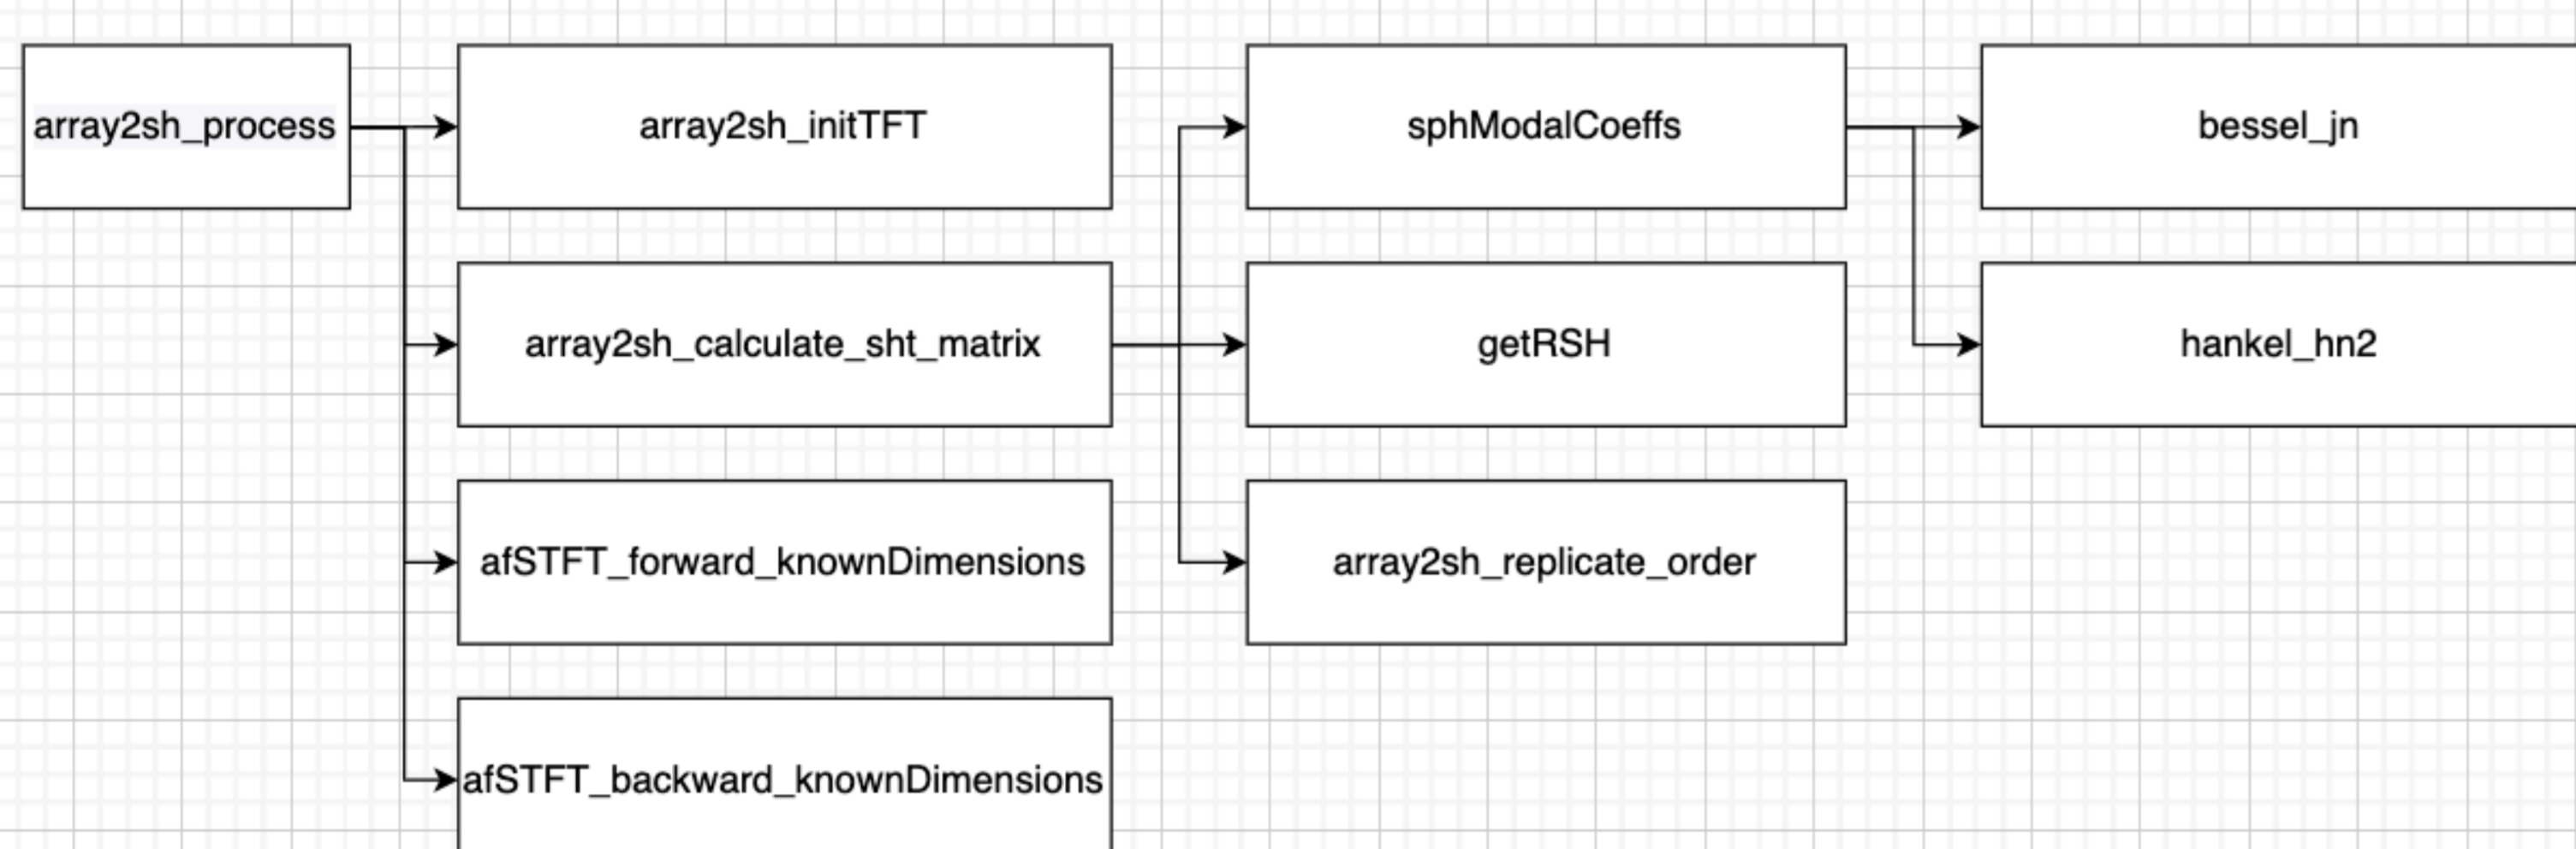 array2sh_process
array2sh_initTFT
sphModalCoeffs
bessel_jn
array2sh_calculate_sht_matrix
getRSH
hankel_hn2
afSTFT_forward_knownDimensions
array2sh_replicate_order
afSTFT_backward_knownDimensions